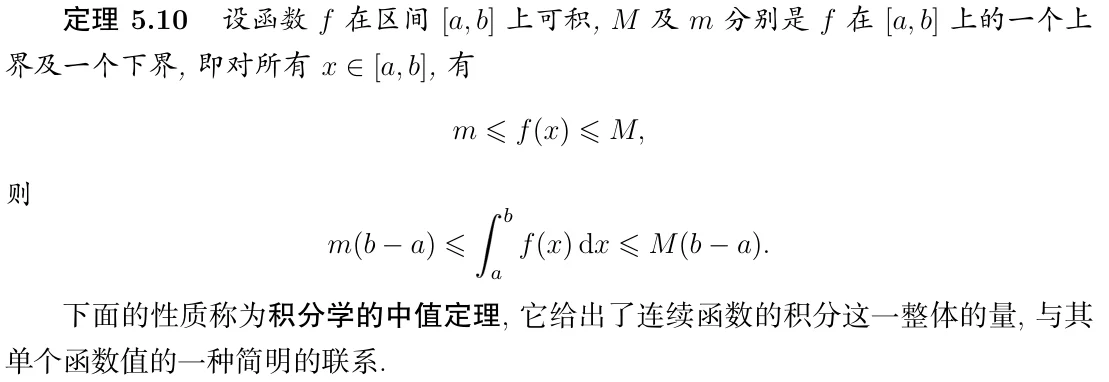 定理 5.10 设函数 f 在区间 [a, b] 上可积, M 及 m 分别是 f 在 [a, b] 上的一个上
界及一个下界, 即对所有 x ∈ [a, b], 有
m ⩽ f(x) ⩽ M,
则
m(b − a) ⩽ ∫_a^b f(x) dx ⩽ M(b − a).
下面的性质称为积分学的中值定理, 它给出了连续函数的积分这一整体的量, 与其
单个函数值的一种简明的联系.